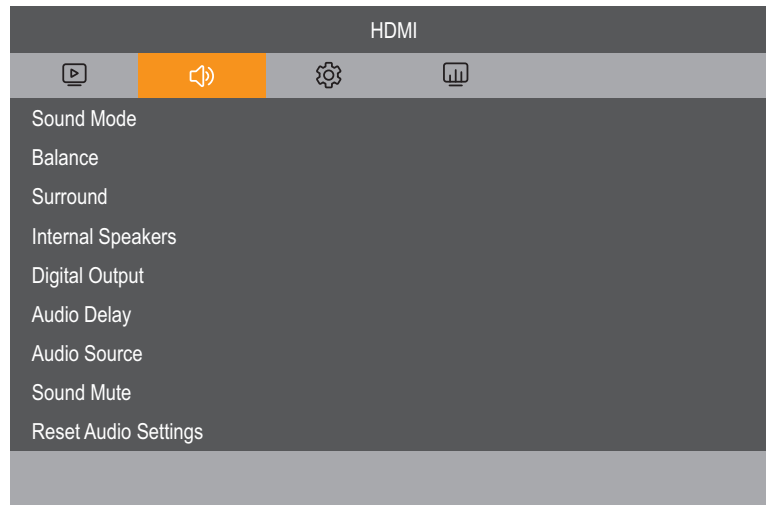 HDMI
Sound Mode
Balance
Surround
Internal Speakers
Digital Output
Audio Delay
Audio Source
Sound Mute
Reset Audio Settings